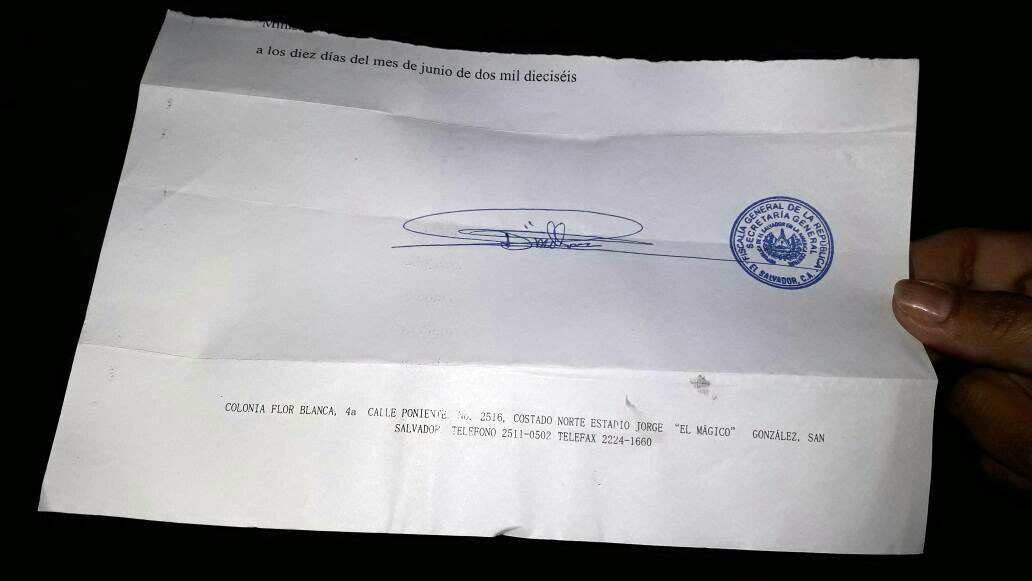 a los diez días del mes de junio de dos mil dieciséis
FISCALÍA GENERAL DE LA REPÚBLICA
SECRETARÍA GENERAL
EL SALVADOR, C.A.
COLONIA FLOR BLANCA, 4a CALLE PONIENTE, No. 2516, COSTADO NORTE ESTADIO JORGE "EL MÁGICO" GONZÁLEZ, SAN
SALVADOR. TELEFONO 2511-0502 TELEFAX 2224-1660